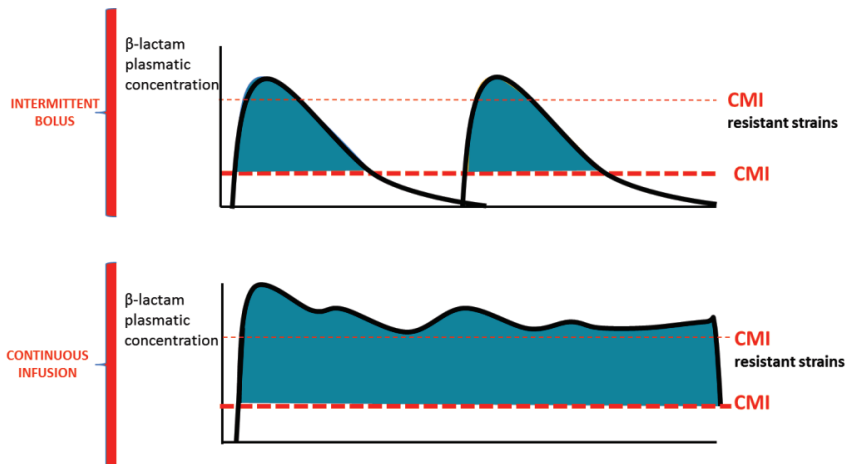 β-lactam
plasmatic
concentration
INTERMITTENT
BOLUS
CMI
resistant strains
CMI
β-lactam
plasmatic
concentration
CONTINUOUS
INFUSION
CMI
resistant strains
CMI